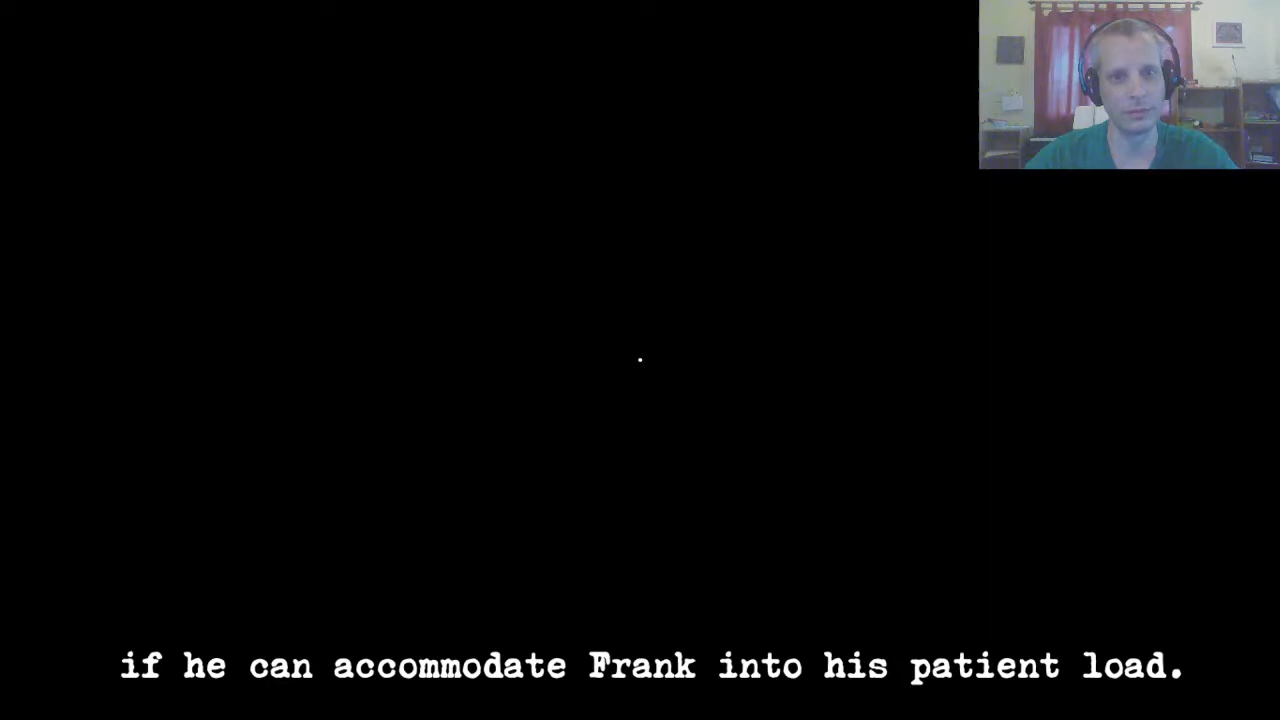 if he can accommodate Frank into his patient load.